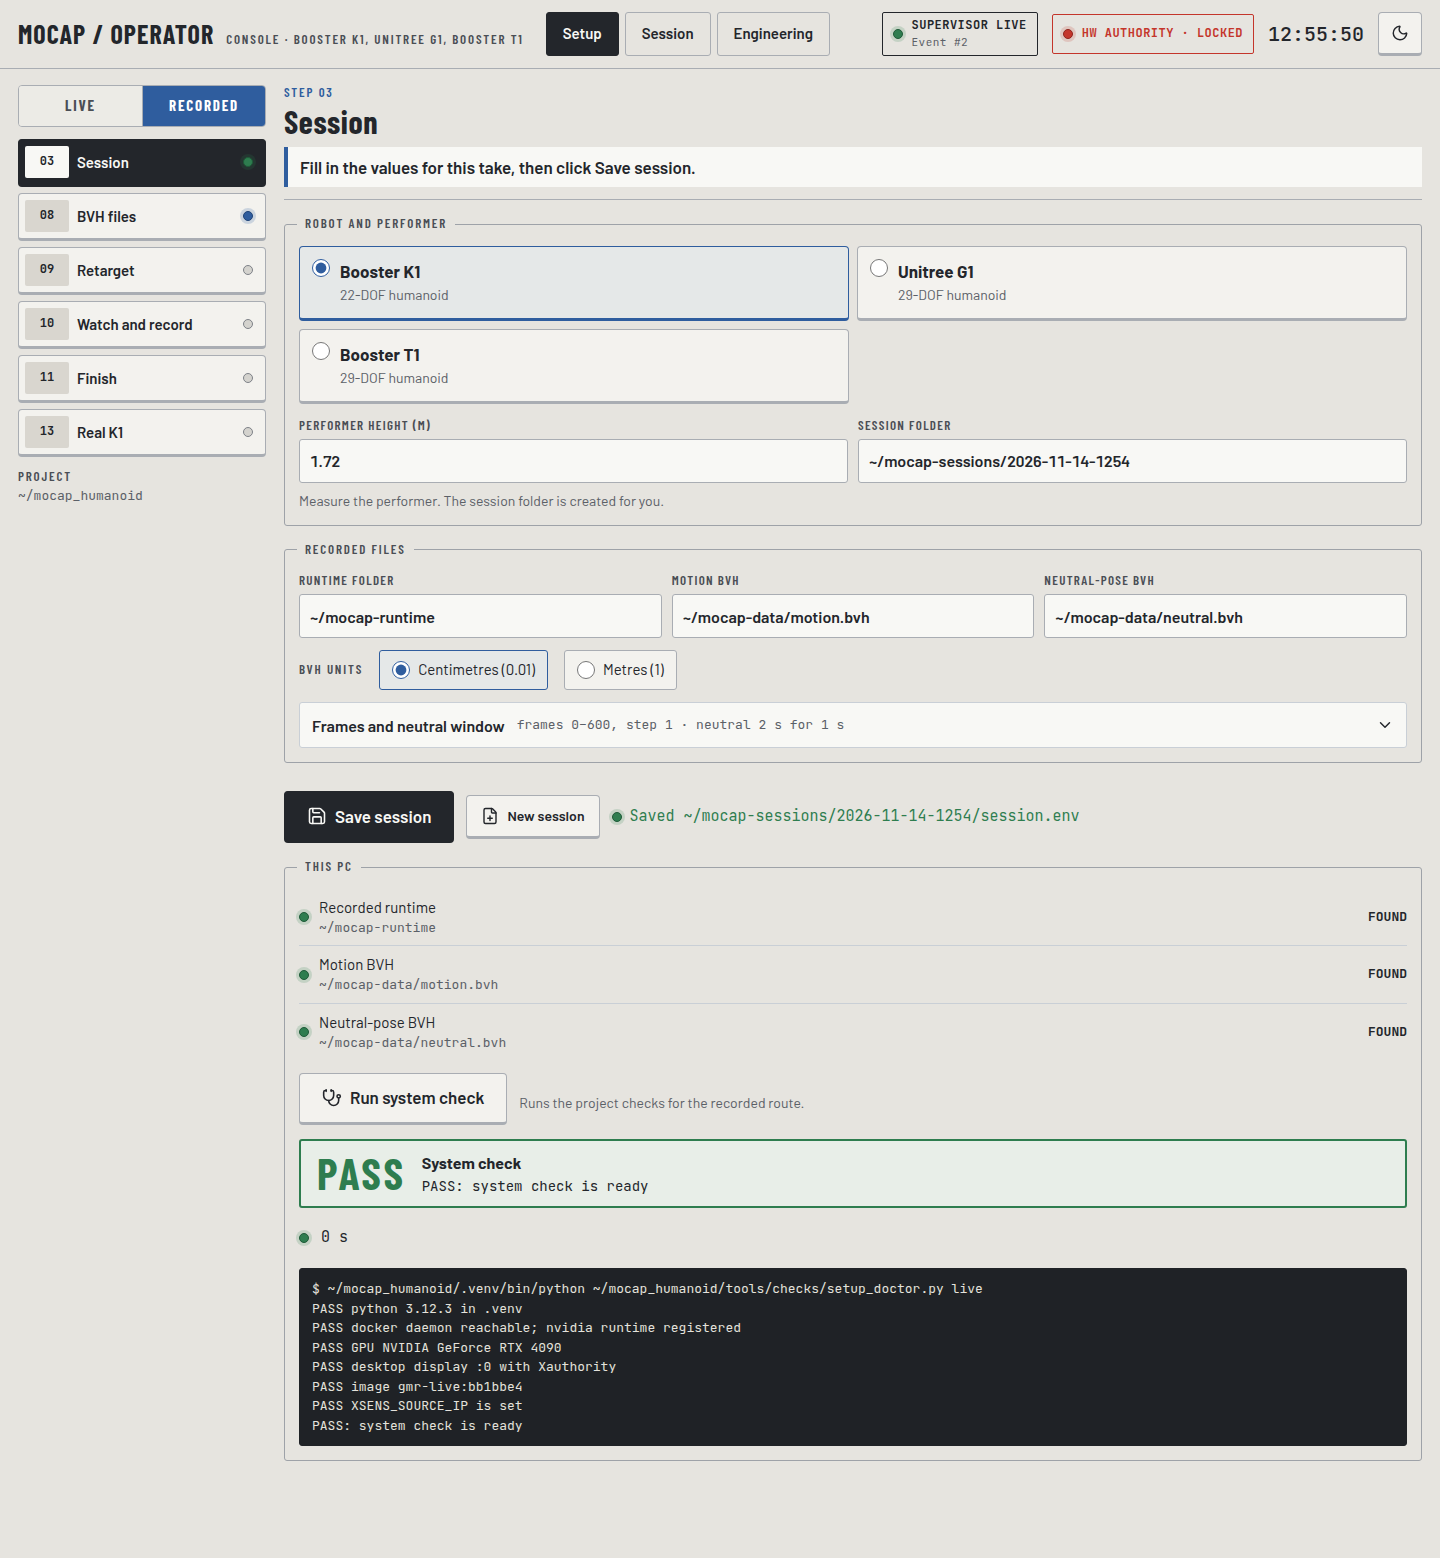 MOCAP / OPERATOR
CONSOLE · BOOSTER K1, UNITREE G1, BOOSTER T1
Setup
Session
Engineering
SUPERVISOR LIVE
Event #2
HW AUTHORITY · LOCKED
12:55:50
LIVE
RECORDED
03 Session
08 BVH files
09 Retarget
10 Watch and record
11 Finish
13 Real K1
PROJECT
~/mocap_humanoid
STEP 03
Session
Fill in the values for this take, then click Save session.
ROBOT AND PERFORMER
Booster K1
22-DOF humanoid
Unitree G1
29-DOF humanoid
Booster T1
29-DOF humanoid
PERFORMER HEIGHT (M)
1.72
SESSION FOLDER
~/mocap-sessions/2026-11-14-1254
Measure the performer. The session folder is created for you.
RECORDED FILES
RUNTIME FOLDER
~/mocap-runtime
MOTION BVH
~/mocap-data/motion.bvh
NEUTRAL-POSE BVH
~/mocap-data/neutral.bvh
BVH UNITS
Centimetres (0.01)
Metres (1)
Frames and neutral window frames 0–600, step 1 · neutral 2 s for 1 s
Save session
New session
Saved ~/mocap-sessions/2026-11-14-1254/session.env
THIS PC
Recorded runtime
~/mocap-runtime
FOUND
Motion BVH
~/mocap-data/motion.bvh
FOUND
Neutral-pose BVH
~/mocap-data/neutral.bvh
FOUND
Run system check
Runs the project checks for the recorded route.
PASS
System check
PASS: system check is ready
0 s
$ ~/mocap_humanoid/.venv/bin/python ~/mocap_humanoid/tools/checks/setup_doctor.py live
PASS python 3.12.3 in .venv
PASS docker daemon reachable; nvidia runtime registered
PASS GPU NVIDIA GeForce RTX 4090
PASS desktop display :0 with Xauthority
PASS image gmr-live:bb1bbe4
PASS XSENS_SOURCE_IP is set
PASS: system check is ready